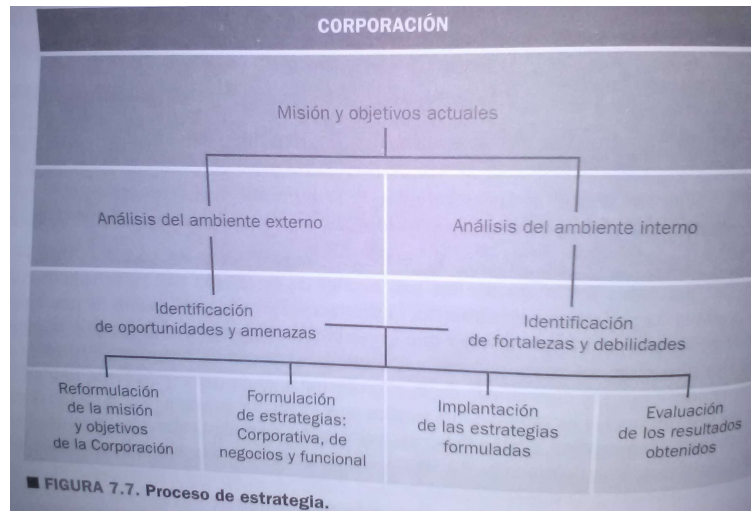 CORPORACIÓN
Misión y objetivos actuales
Análisis del ambiente externo
Análisis del ambiente interno
Identificación
de oportunidades y amenazas
Identificación
de fortalezas y debilidades
Reformulación
de la misión
y objetivos
de la Corporación
Formulación
de estrategias:
Corporativa, de
negocios y funcional
Implantación
de las estrategias
formuladas
Evaluación
de los resultados
obtenidos
■ FIGURA 7.7. Proceso de estrategia.